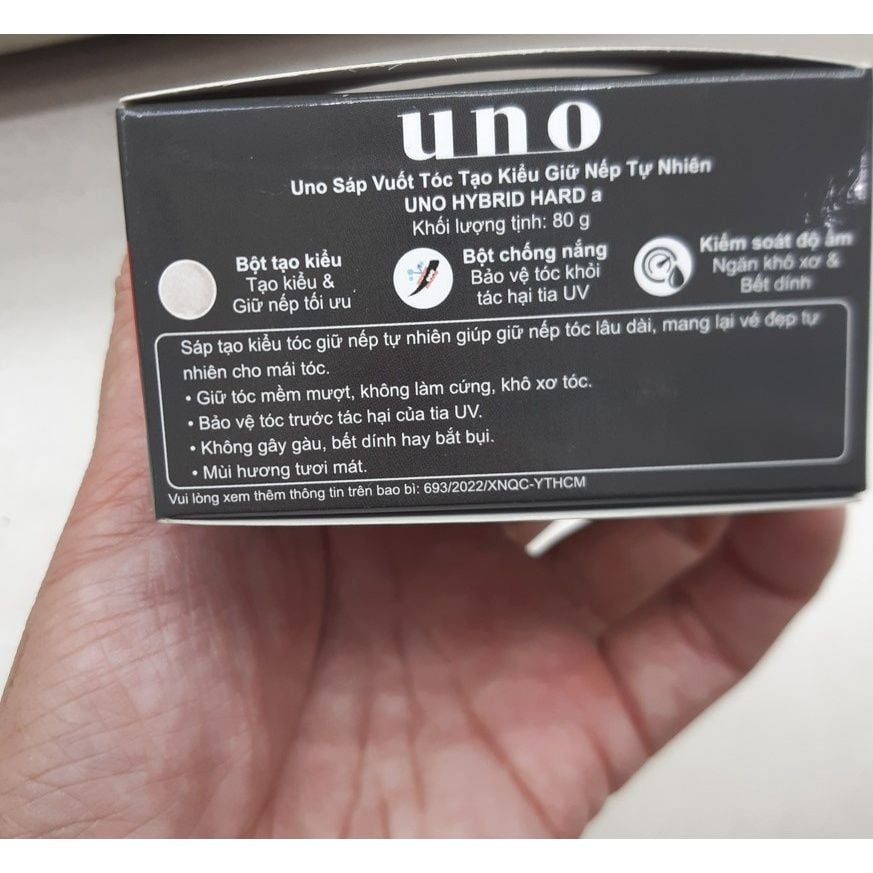 uno
Uno Sáp Vuốt Tóc Tạo Kiểu Giữ Nếp Tự Nhiên
UNO HYBRID HARD a
Khối lượng tịnh: 80 g
Bột tạo kiểu
Tạo kiểu &
Giữ nếp tối ưu
Bột chống nắng
Bảo vệ tóc khỏi
tác hại tia UV
Kiểm soát độ ẩm
Ngăn khô xơ &
Bết dính
Sáp tạo kiểu tóc giữ nếp tự nhiên giúp giữ nếp tóc lâu dài, mang lại vẻ đẹp tự
nhiên cho mái tóc.
• Giữ tóc mềm mượt, không làm cứng, khô xơ tóc.
• Bảo vệ tóc trước tác hại của tia UV.
• Không gây gàu, bết dính hay bắt bụi.
• Mùi hương tươi mát.
Vui lòng xem thêm thông tin trên bao bì: 693/2022/XNQC-YTHCM